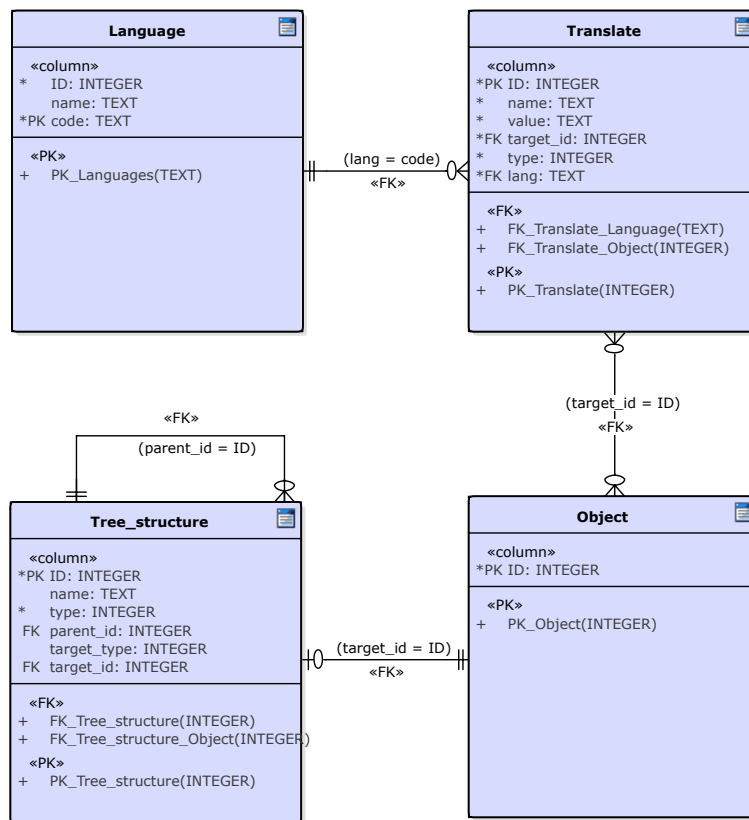 Language
«column»
* ID: INTEGER
name: TEXT
*PK code: TEXT
«PK»
+ PK_Languages(TEXT)
(lang = code)
«FK»
Translate
«column»
*PK ID: INTEGER
* name: TEXT
* value: TEXT
*FK target_id: INTEGER
* type: INTEGER
*FK lang: TEXT
«FK»
+ FK_Translate_Language(TEXT)
+ FK_Translate_Object(INTEGER)
«PK»
+ PK_Translate(INTEGER)
(target_id = ID)
«FK»
«FK»
(parent_id = ID)
Tree_structure
«column»
*PK ID: INTEGER
name: TEXT
* type: INTEGER
FK parent_id: INTEGER
target_type: INTEGER
FK target_id: INTEGER
«FK»
+ FK_Tree_structure(INTEGER)
+ FK_Tree_structure_Object(INTEGER)
«PK»
+ PK_Tree_structure(INTEGER)
(target_id = ID)
«FK»
Object
«column»
*PK ID: INTEGER
«PK»
+ PK_Object(INTEGER)